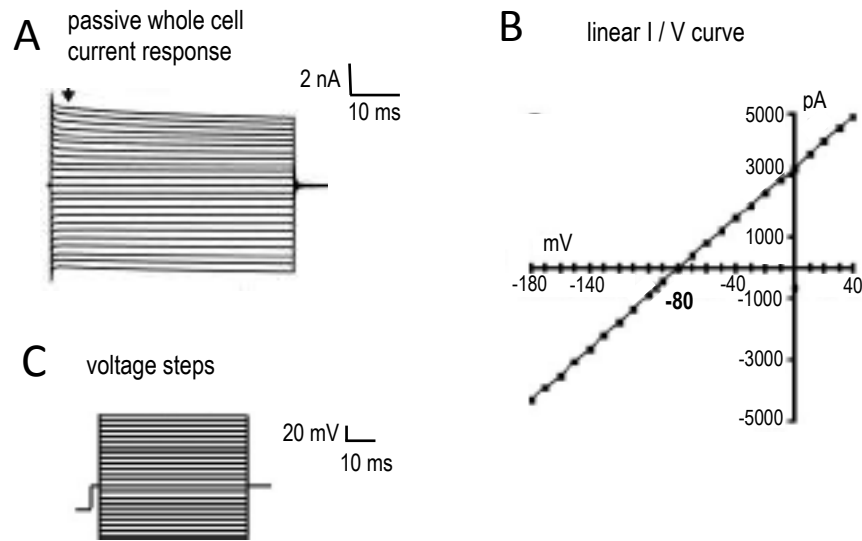 A
passive whole cell
current response
2 nA
10 ms
B
linear I / V curve
pA
5000
3000
1000
mV
-180
-140
-80
-40
40
-1000
-3000
-5000
C
voltage steps
20 mV
10 ms